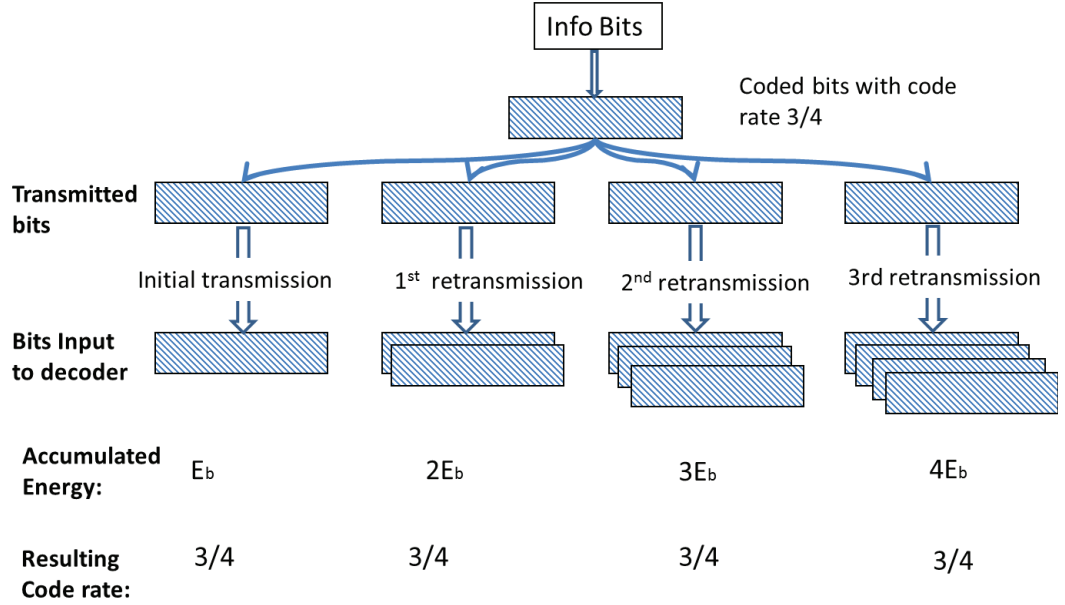 Info Bits
Coded bits with code
rate 3/4
Transmitted
bits
Initial transmission
1st retransmission
2nd retransmission
3rd retransmission
Bits Input
to decoder
Accumulated
Energy:
Eb
2Eb
3Eb
4Eb
Resulting
Code rate:
3/4
3/4
3/4
3/4